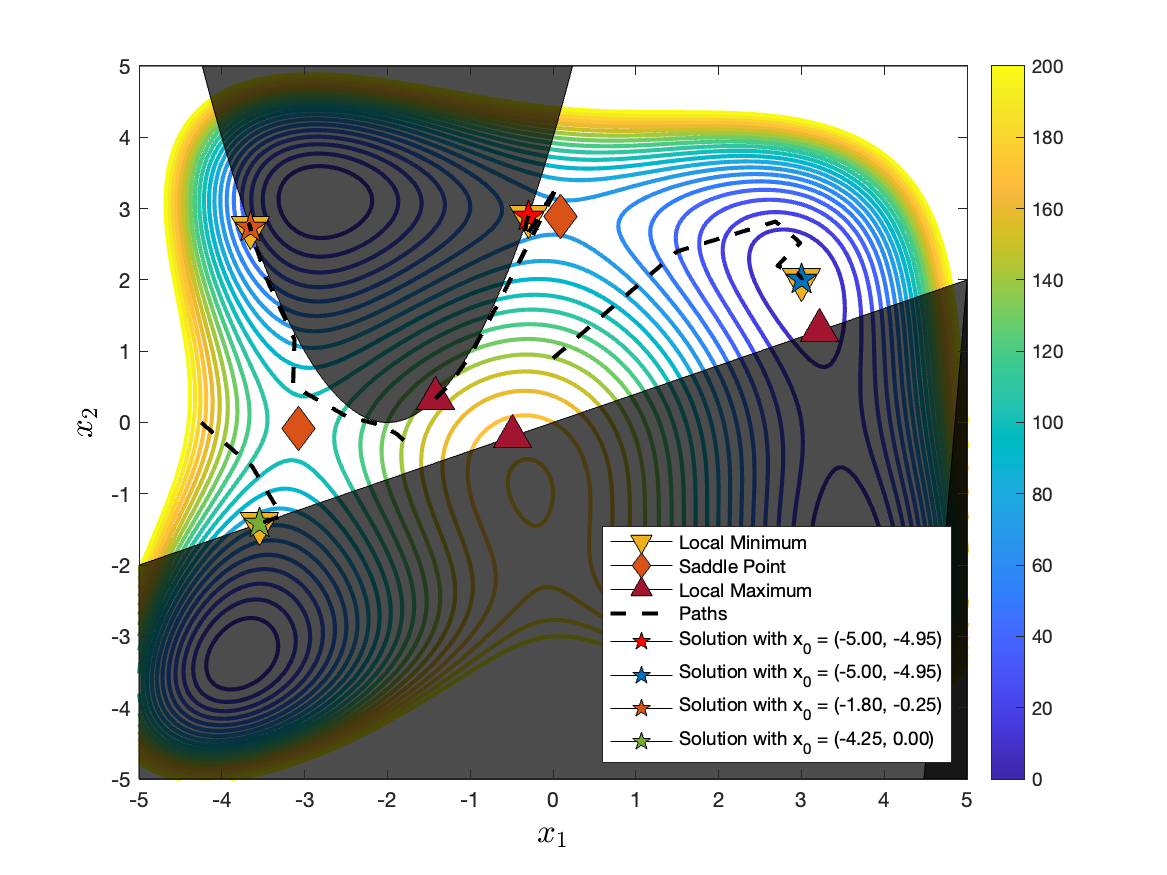 5
4
3
2
1
0
-1
-2
-3
-4
-5
x2
-5 -4 -3 -2 -1 0 1 2 3 4 5
x1
200
180
160
140
120
100
80
60
40
20
0
Local Minimum
Saddle Point
Local Maximum
Paths
Solution with x0 = (-5.00, -4.95)
Solution with x0 = (-5.00, -4.95)
Solution with x0 = (-1.80, -0.25)
Solution with x0 = (-4.25, 0.00)